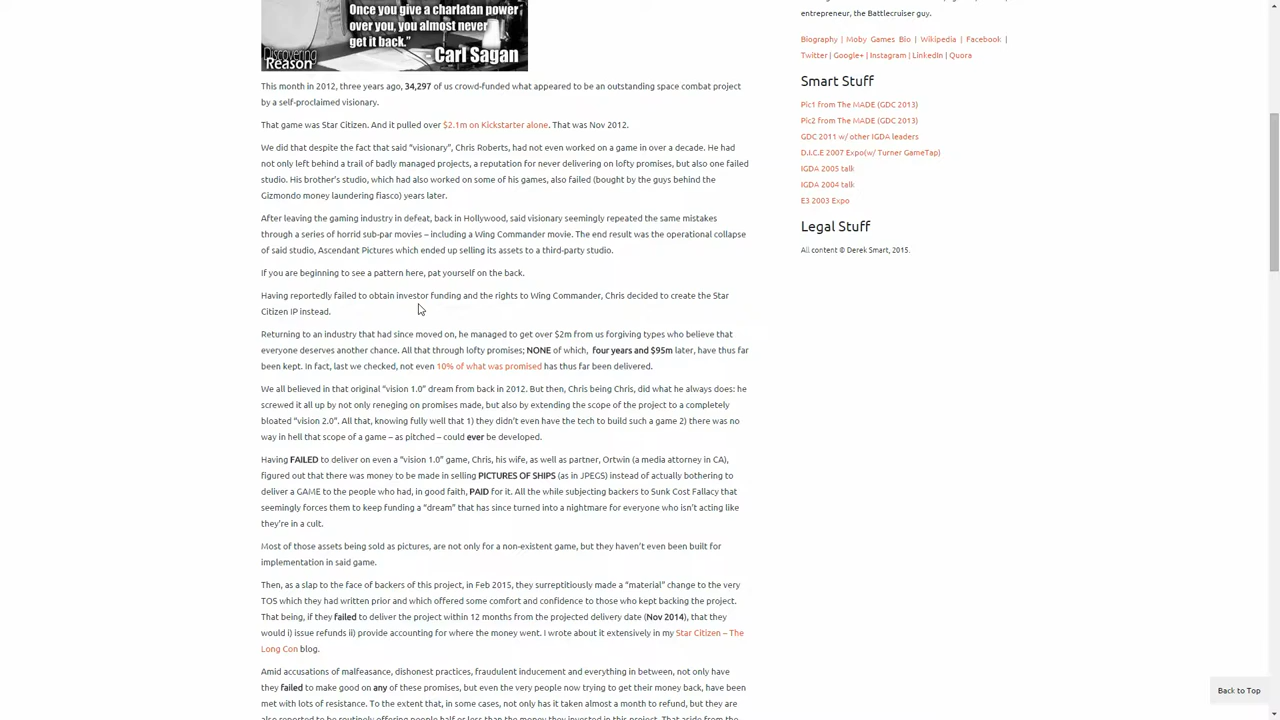 Once you give a charlatan power
over you, you almost never
get it back.”
- Carl Sagan
Discovering
Reason
This month in 2012, three years ago, 34,297 of us crowd-funded what appeared to be an outstanding space combat project
by a self-proclaimed visionary.
That game was Star Citizen. And it pulled over $2.1m on Kickstarter alone. That was Nov 2012.
We did that despite the fact that said “visionary”, Chris Roberts, had not even worked on a game in over a decade. He had
not only left behind a trail of badly managed projects, a reputation for never delivering on lofty promises, but also one failed
studio. His brother’s studio, which had also worked on some of his games, also failed (bought by the guys behind the
Gizmondo money laundering fiasco) years later.
After leaving the gaming industry in defeat, back in Hollywood, said visionary seemingly repeated the same mistakes
through a series of horrid sub-par movies – including a Wing Commander movie. The end result was the operational collapse
of said studio, Ascendant Pictures which ended up selling its assets to a third-party studio.
If you are beginning to see a pattern here, pat yourself on the back.
Having reportedly failed to obtain investor funding and the rights to Wing Commander, Chris decided to create the Star
Citizen IP instead.
Returning to an industry that had since moved on, he managed to get over $2m from us forgiving types who believe that
everyone deserves another chance. All that through lofty promises; NONE of which, four years and $95m later, have thus far
been kept. In fact, last we checked, not even 10% of what was promised has thus far been delivered.
We all believed in that original “vision 1.0” dream from back in 2012. But then, Chris being Chris, did what he always does: he
screwed it all up by not only reneging on promises made, but also by extending the scope of the project to a completely
bloated “vision 2.0”. All that, knowing fully well that 1) they didn’t even have the tech to build such a game 2) there was no
way in hell that scope of a game – as pitched – could ever be developed.
Having FAILED to deliver on even a “vision 1.0” game, Chris, his wife, as well as partner, Ortwin (a media attorney in CA),
figured out that there was money to be made in selling PICTURES OF SHIPS (as in JPEGS) instead of actually bothering to
deliver a GAME to the people who had, in good faith, PAID for it. All the while subjecting backers to Sunk Cost Fallacy that
seemingly forces them to keep funding a “dream” that has since turned into a nightmare for everyone who isn’t acting like
they’re in a cult.
Most of those assets being sold as pictures, are not only for a non-existent game, but they haven’t even been built for
implementation in said game.
Then, as a slap to the face of backers of this project, in Feb 2015, they surreptitiously made a “material” change to the very
TOS which they had written prior and which offered some comfort and confidence to those who kept backing the project.
That being, if they failed to deliver the project within 12 months from the projected delivery date (Nov 2014), that they
would i) issue refunds ii) provide accounting for where the money went. I wrote about it extensively in my Star Citizen – The
Long Con blog.
Amid accusations of malfeasance, dishonest practices, fraudulent inducement and everything in between, not only have
they failed to make good on any of these promises, but even the very people now trying to get their money back, have been
met with lots of resistance. To the extent that, in some cases, not only has it taken almost a month to refund, but they are
also reported to be routinely offering people half or less than the money they invested in this project. That aside from the
entrepreneur, the Battlecruiser guy.
Biography | Moby Games Bio | Wikipedia | Facebook |
Twitter | Google+ | Instagram | LinkedIn | Quora
Smart Stuff
Pic1 from The MADE (GDC 2013)
Pic2 from The MADE (GDC 2013)
GDC 2011 w/ other IGDA leaders
D.I.C.E 2007 Expo(w/ Turner GameTap)
IGDA 2005 talk
IGDA 2004 talk
E3 2003 Expo
Legal Stuff
All content © Derek Smart, 2015.
Back to Top